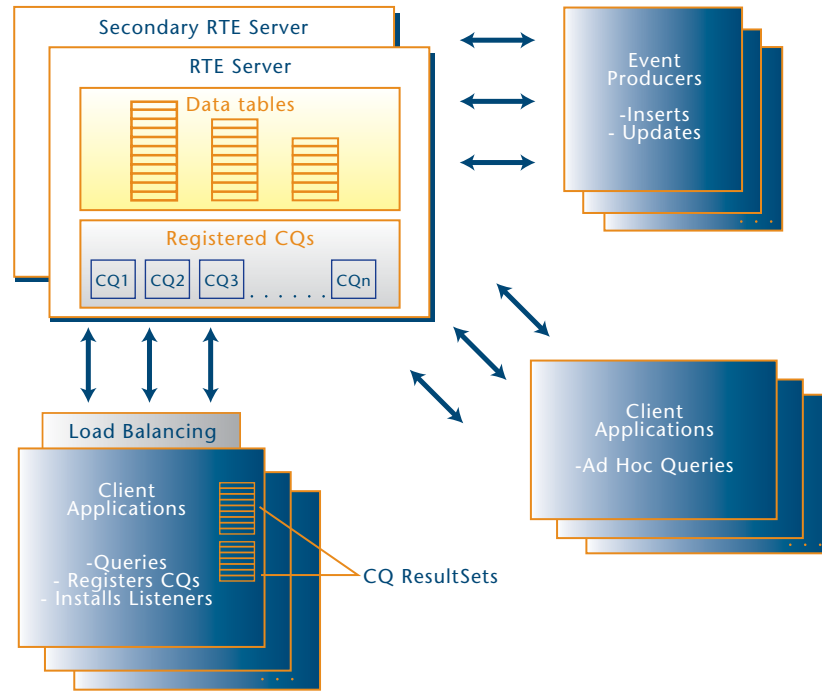 Secondary RTE Server
RTE Server
Data tables
Registered CQs
CQ1 CQ2 CQ3 . . . . . . CQn
Event
Producers
-Inserts
- Updates
. . .
Load Balancing
Client
Applications
-Queries
- Registers CQs
- Installs Listeners
. . .
CQ ResultSets
Client
Applications
-Ad Hoc Queries
. . .